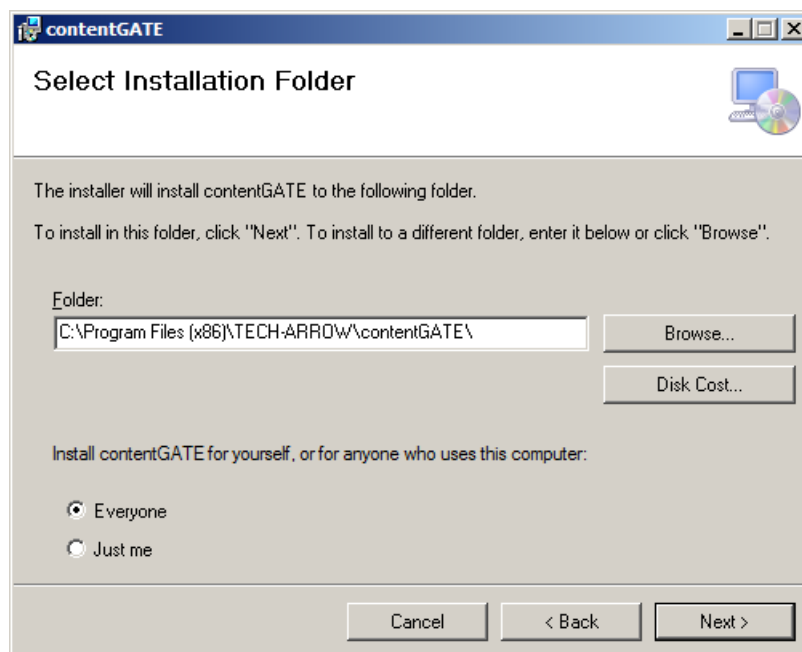 contentGATE
Select Installation Folder
The installer will install contentGATE to the following folder.
To install in this folder, click "Next". To install to a different folder, enter it below or click "Browse".
Folder:
C:\Program Files (x86)\TECH-ARROW\contentGATE\
Browse...
Disk Cost...
Install contentGATE for yourself, or for anyone who uses this computer:
Everyone
Just me
Cancel
< Back
Next >